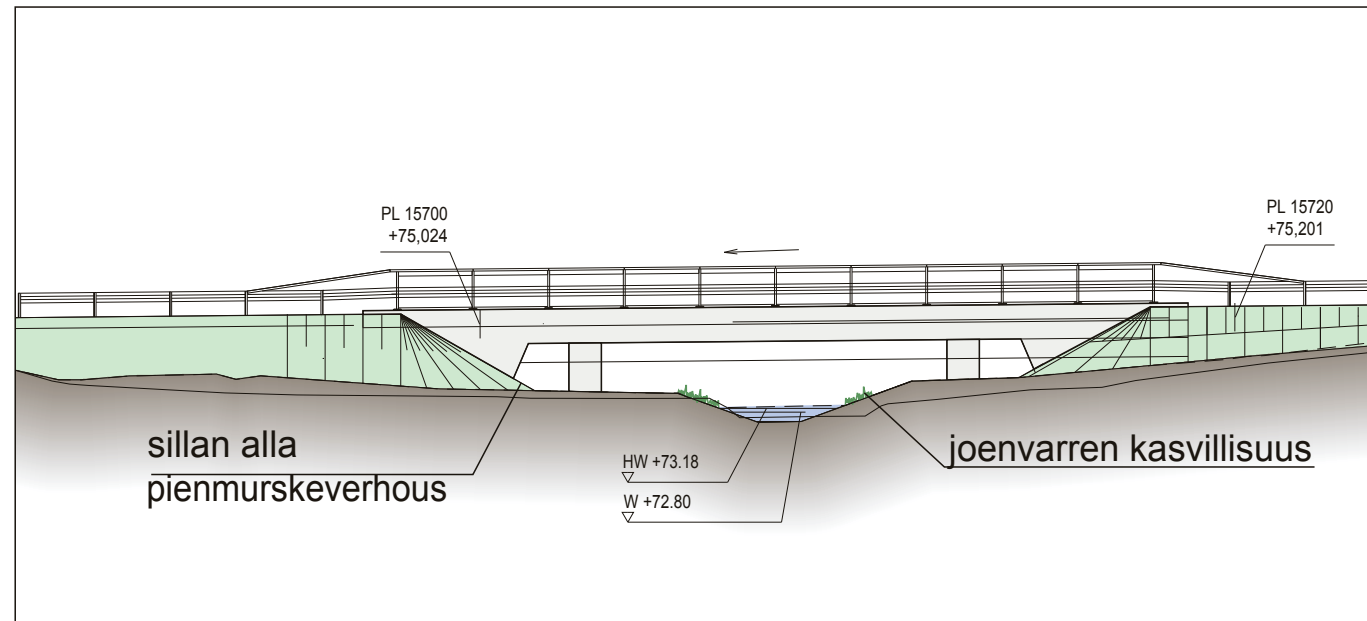 PL 15700
+75,024
PL 15720
+75,201
sillan alla
pienmurskeverhous
joenvarren kasvillisuus
HW +73.18
W +72.80